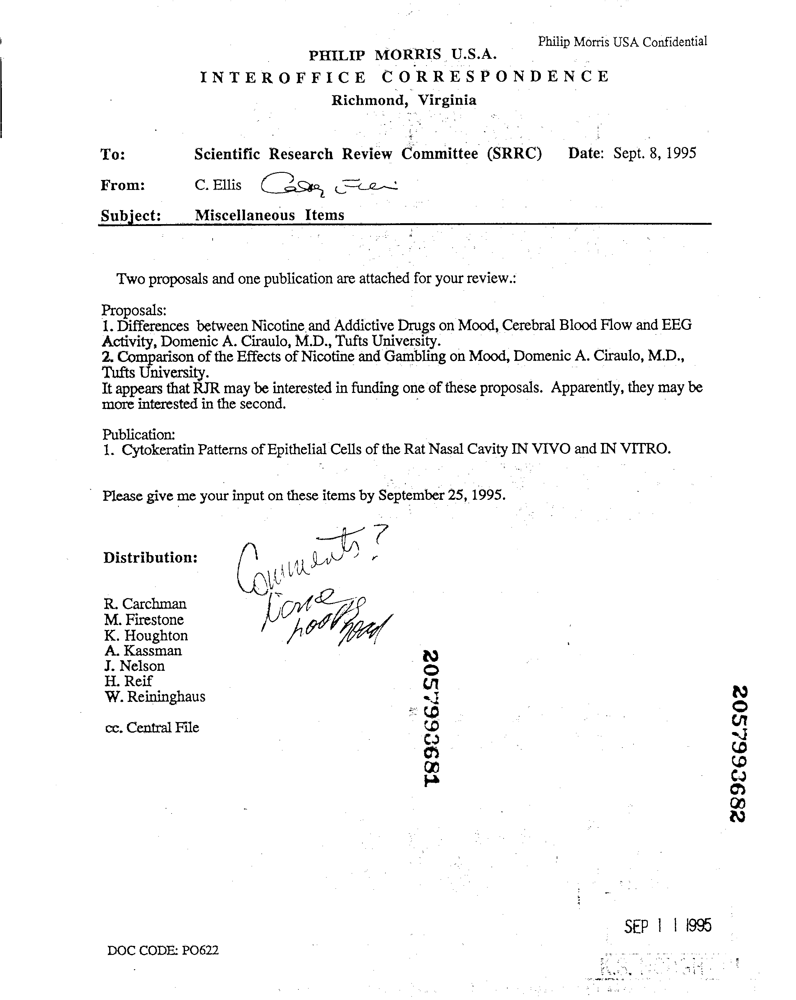 Philip Morris USA Confidential
PHILIP MORRIS U.S.A.
INTEROFFICE CORRESPONDENCE
Richmond, Virginia
To: Scientific Research Review Committee (SRRC) Date: Sept. 8, 1995
From: C. Ellis
Subject: Miscellaneous Items
Two proposals and one publication are attached for your review.:
Proposals:
1. Differences between Nicotine and Addictive Drugs on Mood, Cerebral Blood Flow and EEG
Activity, Domenic A. Ciraulo, M.D., Tufts University.
2. Comparison of the Effects of Nicotine and Gambling on Mood, Domenic A. Ciraulo, M.D.,
Tufts University.
It appears that RJR may be interested in funding one of these proposals. Apparently, they may be
more interested in the second.
Publication:
1. Cytokeratin Patterns of Epithelial Cells of the Rat Nasal Cavity IN VIVO and IN VITRO.
Please give me your input on these items by September 25, 1995.
Comments?
Distribution:
R. Carchman
M. Firestone
K. Houghton
A. Kassman
J. Nelson
H. Reif
W. Reininghaus
cc. Central File
2057993681
2057993682
SEP 11 1995
DOC CODE: PO622